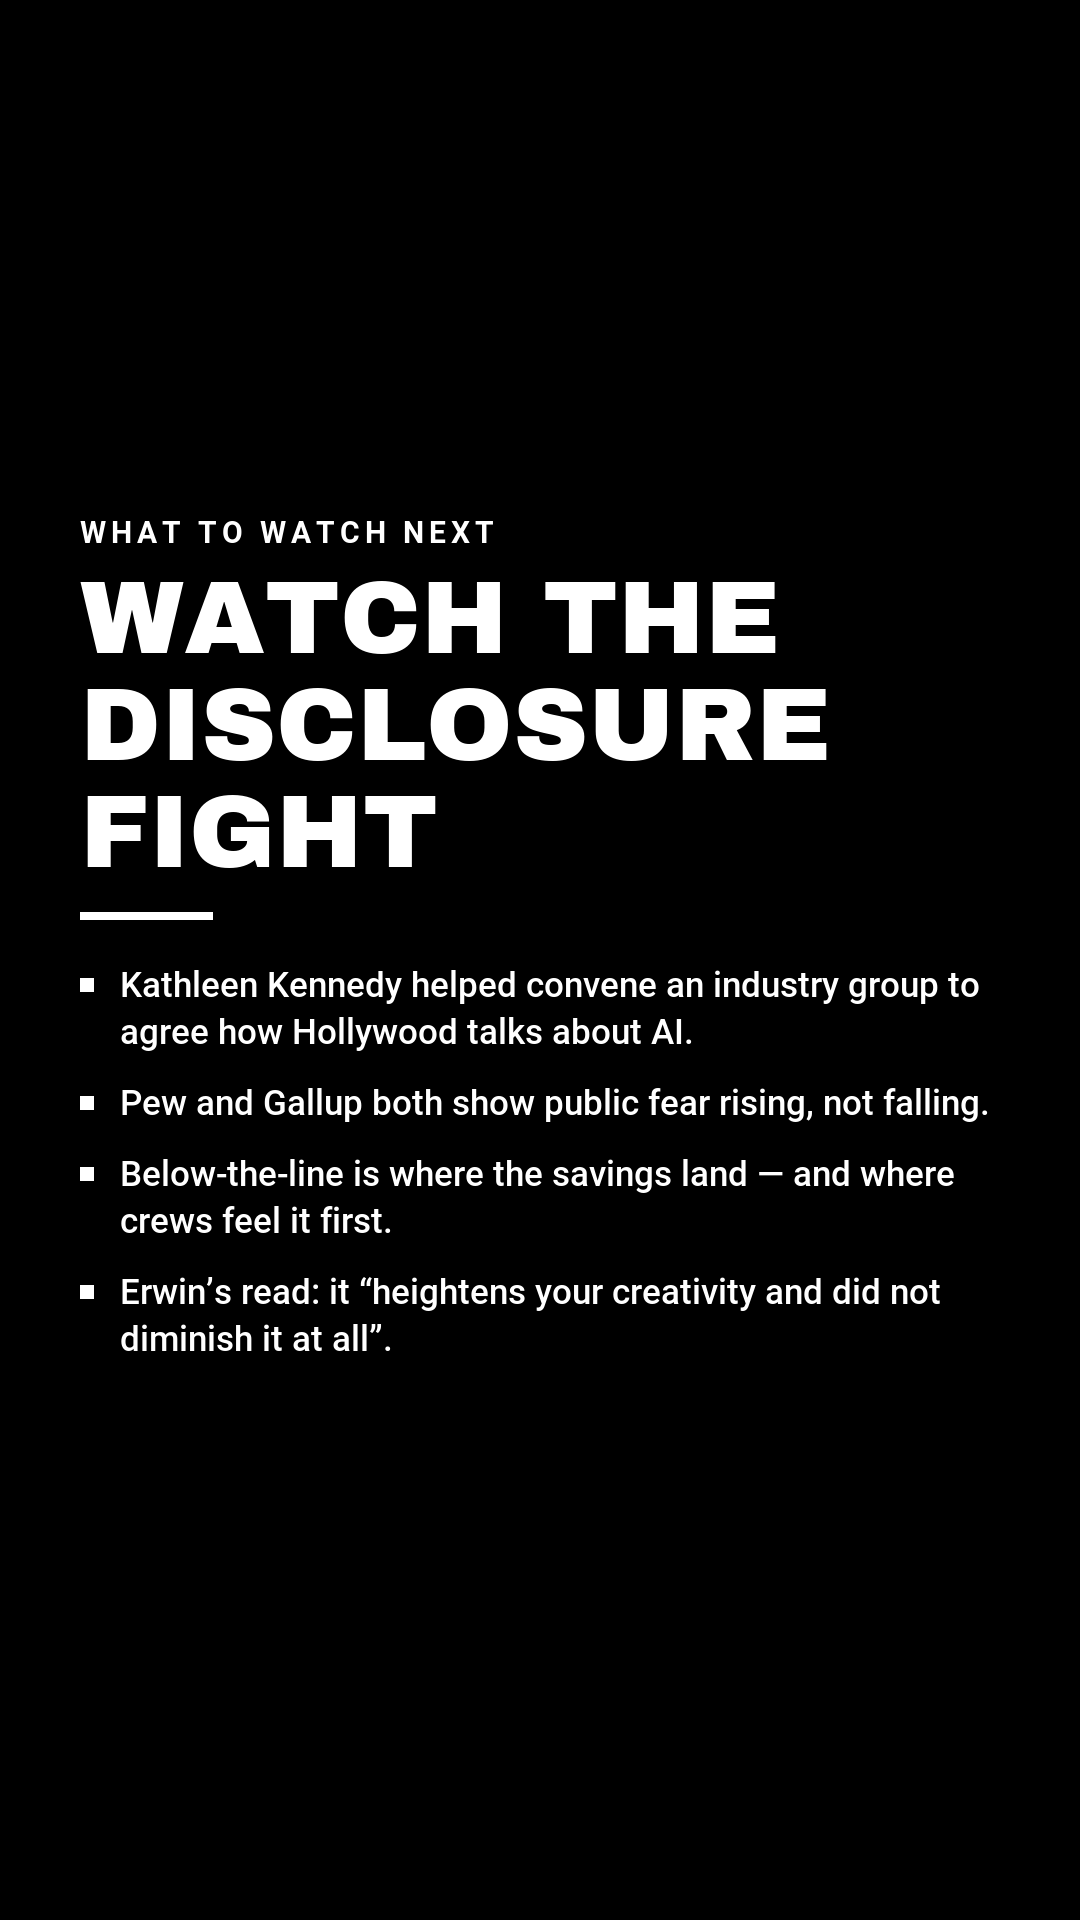 WHAT TO WATCH NEXT
WATCH THE
DISCLOSURE
FIGHT
Kathleen Kennedy helped convene an industry group to
agree how Hollywood talks about AI.
Pew and Gallup both show public fear rising, not falling.
Below-the-line is where the savings land — and where
crews feel it first.
Erwin’s read: it “heightens your creativity and did not
diminish it at all”.